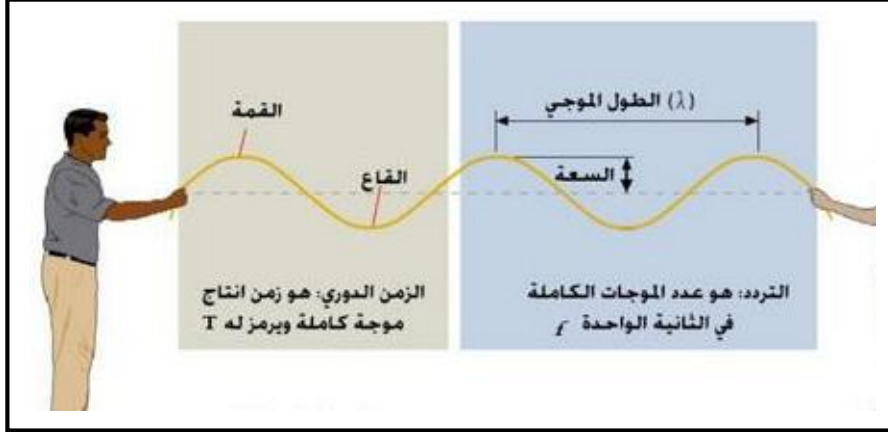 الطول الموجي (λ)
القمة
السعة
القاع
التردد: هو عدد الموجات الكاملة
في الثانية الواحدة f
الزمن الدوري: هو زمن انتاج
موجة كاملة ويرمز له T